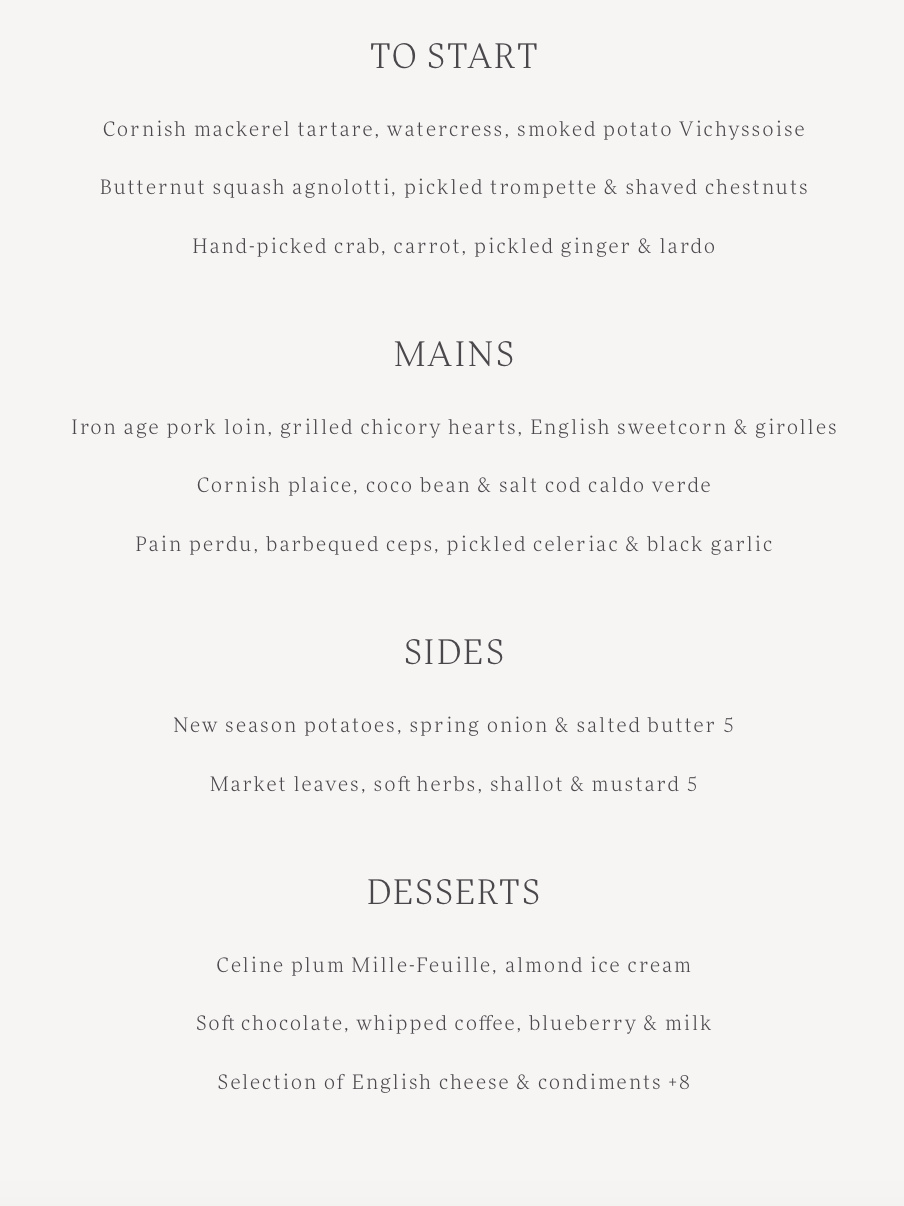 TO START
Cornish mackerel tartare, watercress, smoked potato Vichyssoise
Butternut squash agnolotti, pickled trompette & shaved chestnuts
Hand-picked crab, carrot, pickled ginger & lardo
MAINS
Iron age pork loin, grilled chicory hearts, English sweetcorn & girolles
Cornish plaice, coco bean & salt cod caldo verde
Pain perdu, barbequed ceps, pickled celeriac & black garlic
SIDES
New season potatoes, spring onion & salted butter 5
Market leaves, soft herbs, shallot & mustard 5
DESSERTS
Celine plum Mille-Feuille, almond ice cream
Soft chocolate, whipped coffee, blueberry & milk
Selection of English cheese & condiments +8